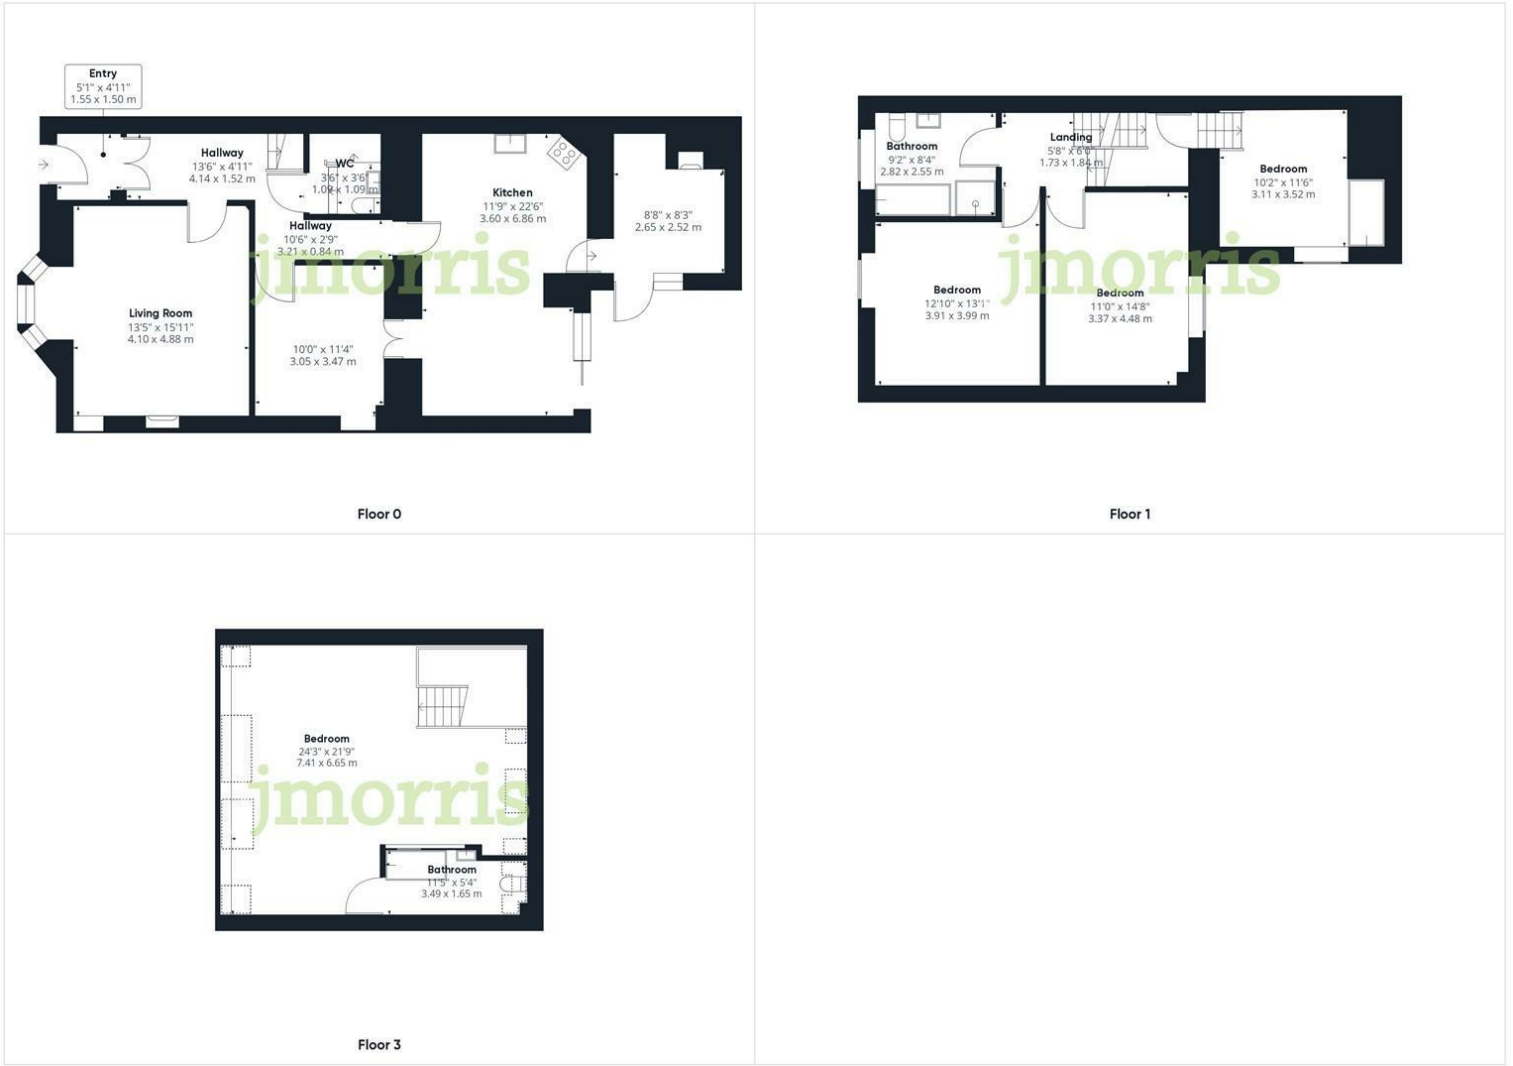 Entry
5'1" x 4'11"
1.55 x 1.50 m
Hallway
13'6" x 4'11"
4.14 x 1.52 m
WC
3'6" x 3'6"
1.09 x 1.09 m
Kitchen
11'9" x 22'6"
3.60 x 6.86 m
8'8" x 8'3"
2.65 x 2.52 m
Hallway
10'6" x 2'9"
3.21 x 0.84 m
jmorris
Living Room
13'5" x 15'11"
4.10 x 4.88 m
10'0" x 11'4"
3.05 x 3.47 m
Floor 0
Bathroom
9'2" x 8'4"
2.82 x 2.55 m
Landing
5'8" x 6'0"
1.73 x 1.84 m
Bedroom
10'2" x 11'6"
3.11 x 3.52 m
jmorris
Bedroom
12'10" x 13'1"
3.91 x 3.99 m
Bedroom
11'0" x 14'8"
3.37 x 4.48 m
Floor 1
Bedroom
24'3" x 21'9"
7.41 x 6.65 m
jmorris
Bathroom
11'5" x 5'4"
3.49 x 1.65 m
Floor 3